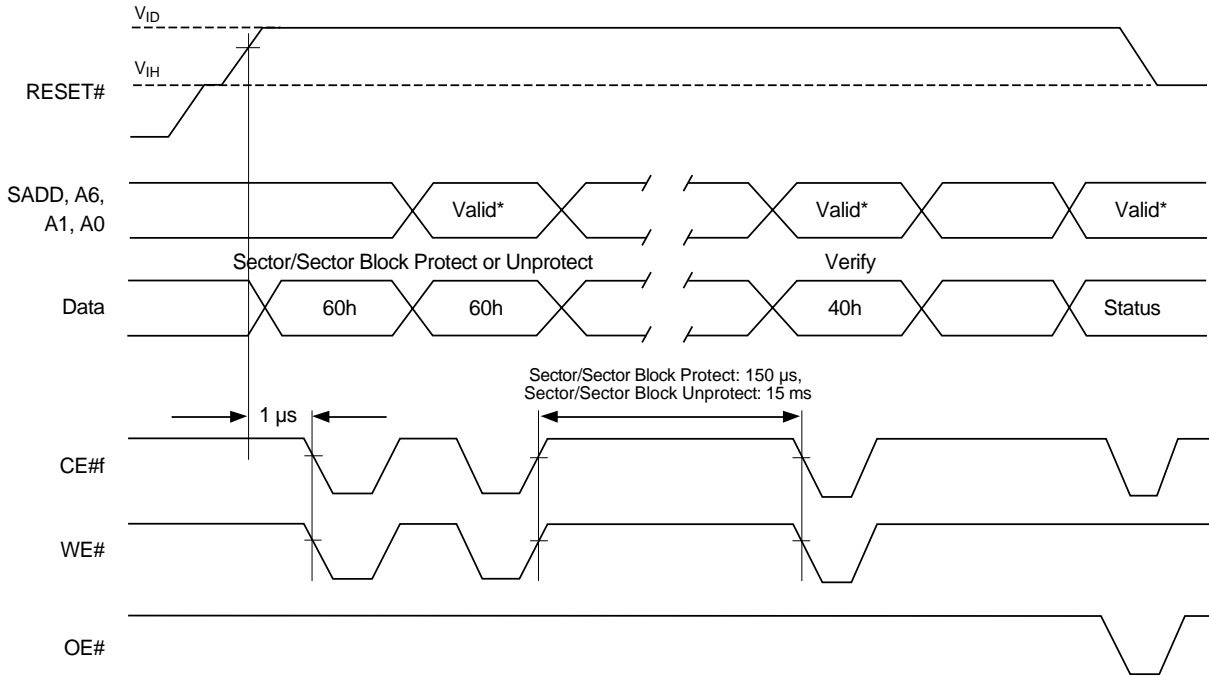 VID
VIH
RESET#
SADD, A6,
A1, A0
Valid*
Valid*
Valid*
Sector/Sector Block Protect or Unprotect
Verify
Data
60h
60h
40h
Status
Sector/Sector Block Protect: 150 µs,
Sector/Sector Block Unprotect: 15 ms
1 µs
CE#f
WE#
OE#